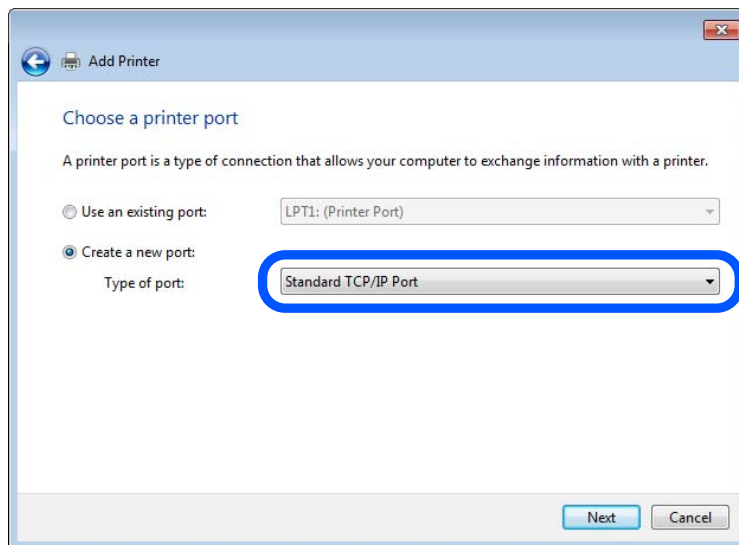 Add Printer
Choose a printer port
A printer port is a type of connection that allows your computer to exchange information with a printer.
Use an existing port: LPT1: (Printer Port)
Create a new port:
Type of port: Standard TCP/IP Port
Next Cancel